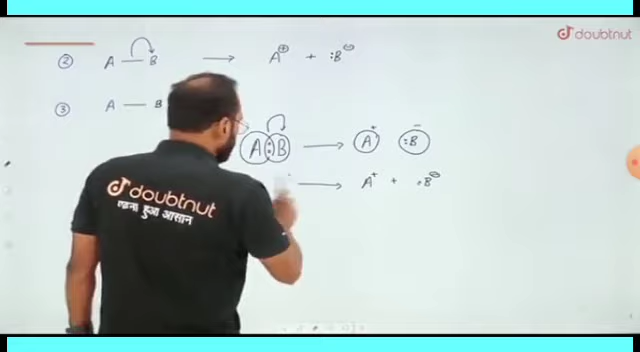 doubtnut
② A — B → A⊕ + :B⊖
③ A — B
A : B → A⁺ :B⁻
→ A⁺ + :B⊖
doubtnut
पढ़ना हुआ आसान